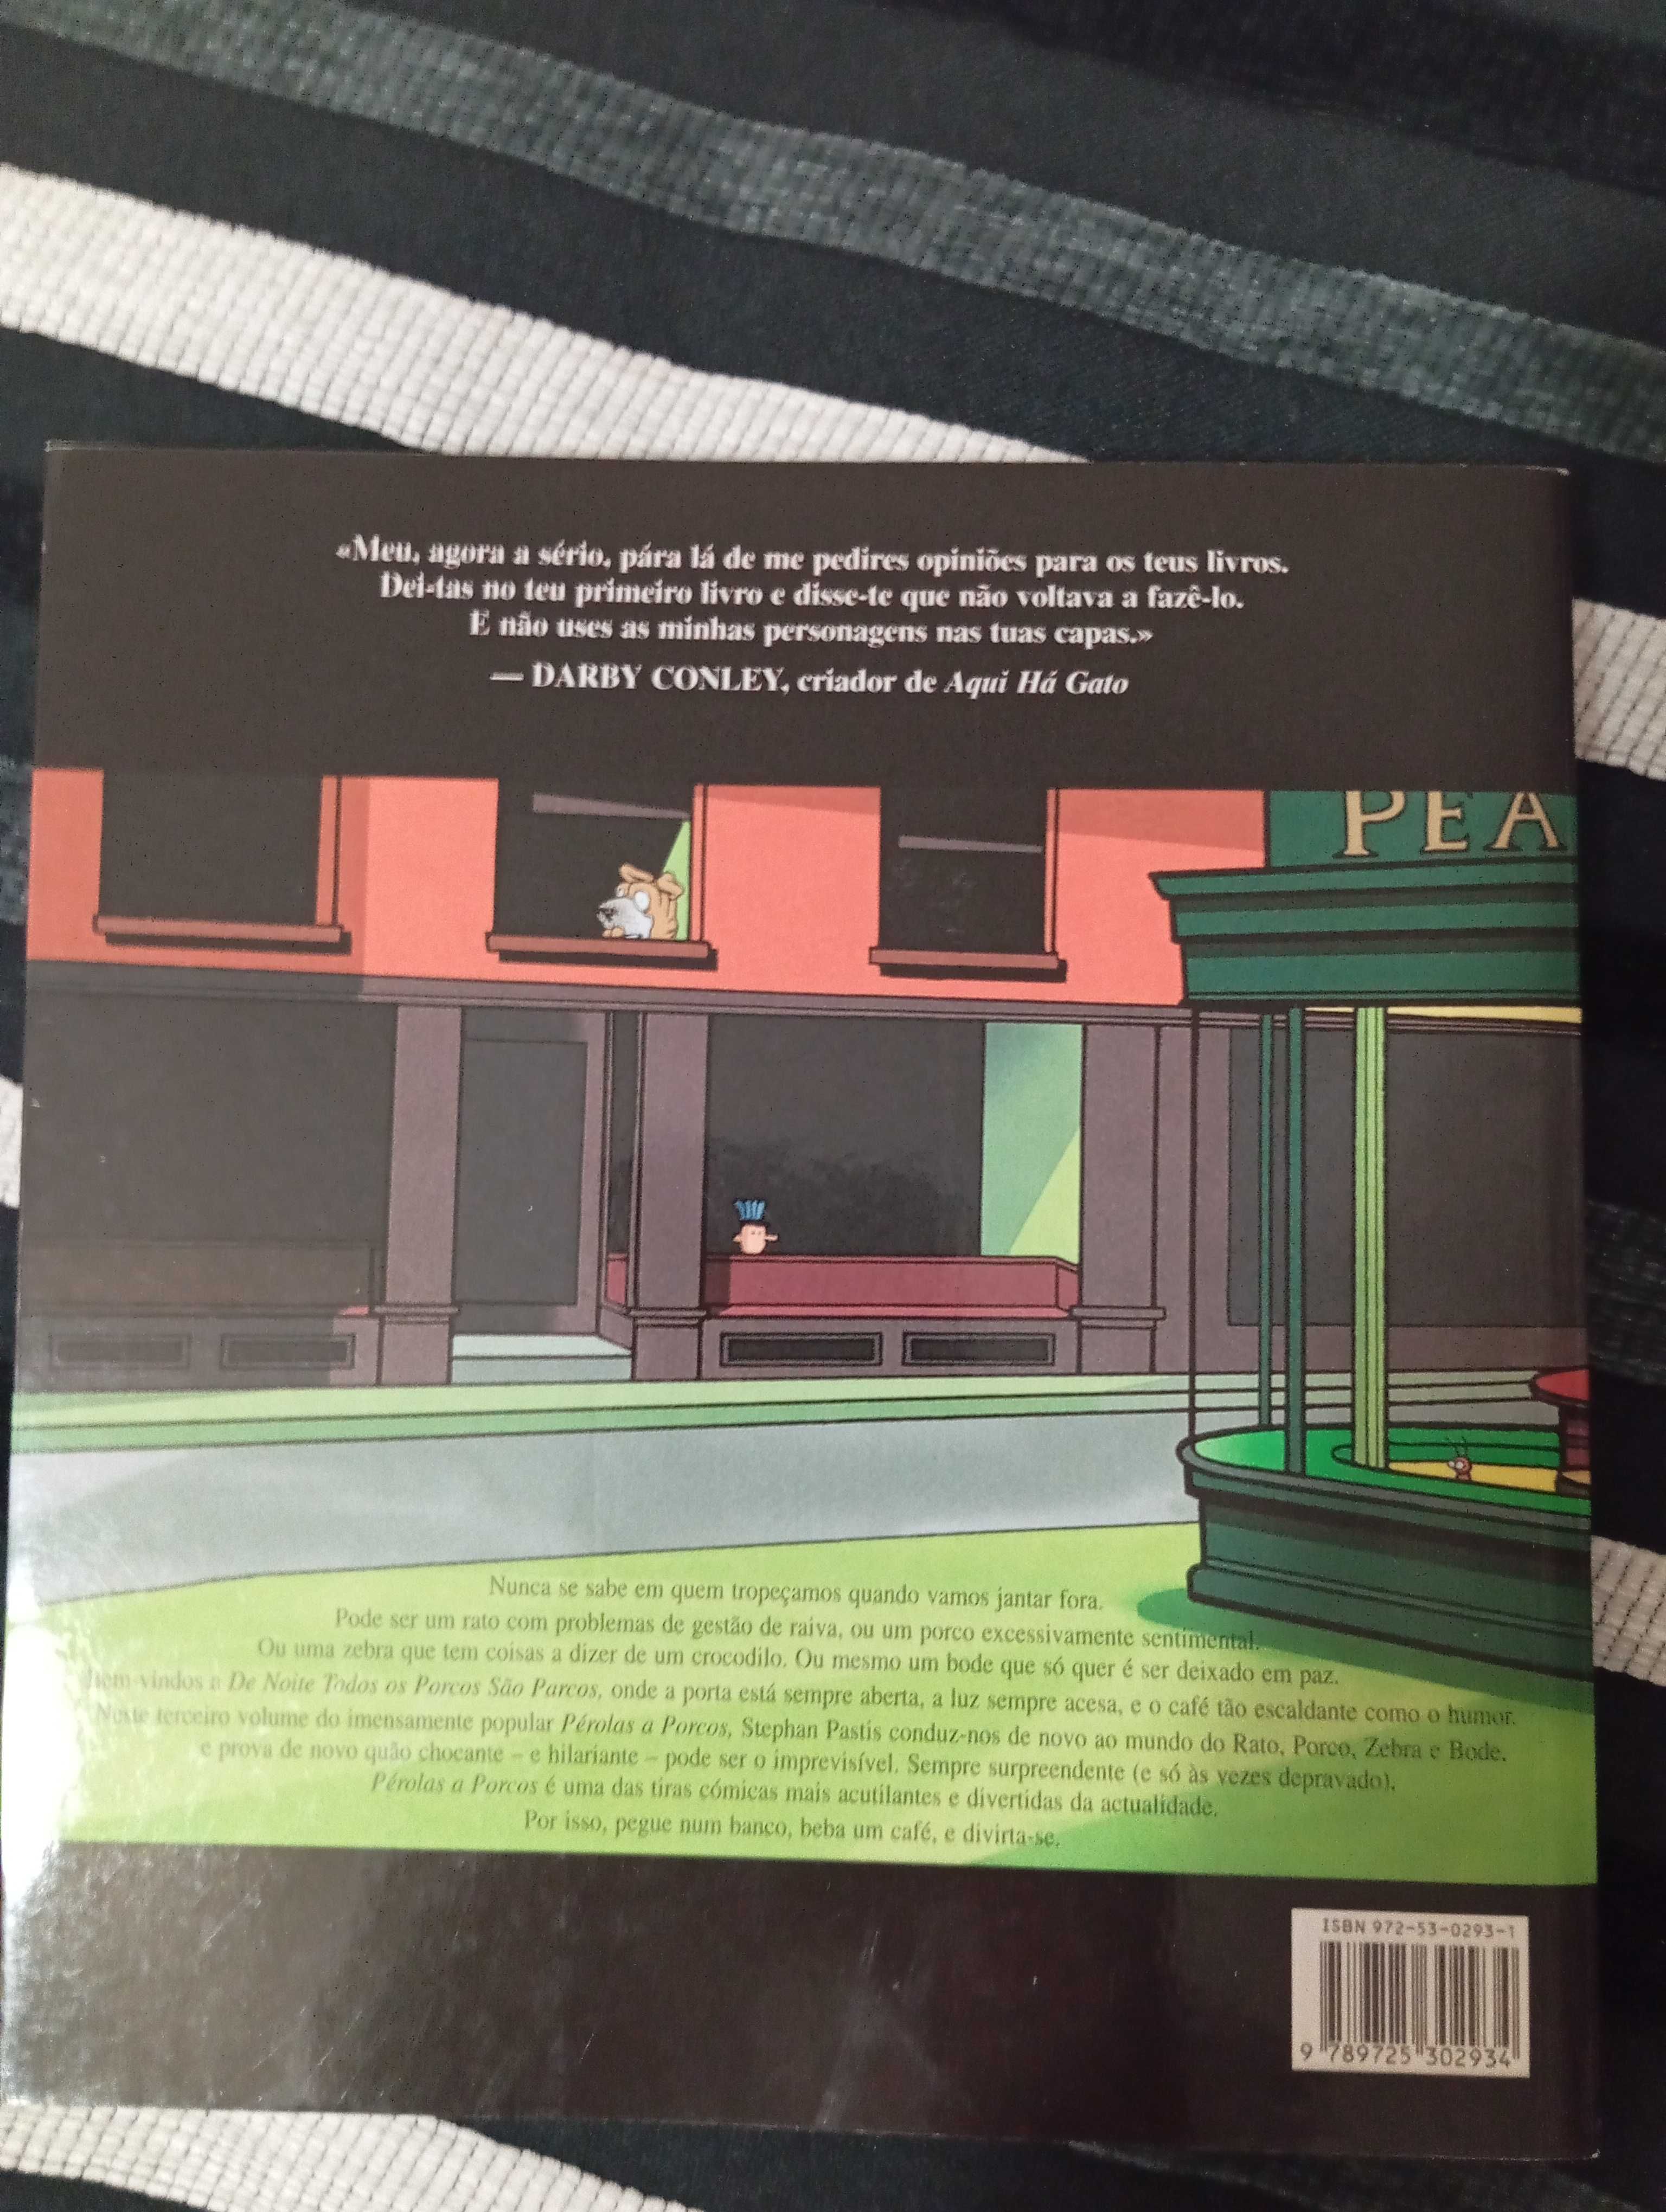 «Meu, agora a sério, pára lá de me pedires opiniões para os teus livros.
Dei-tas no teu primeiro livro e disse-te que não voltava a fazê-lo.
E não uses as minhas personagens nas tuas capas.»
— DARBY CONLEY, criador de Aqui Há Gato
PEA
Nunca se sabe em quem tropeçamos quando vamos jantar fora.
Pode ser um rato com problemas de gestão de raiva, ou um porco excessivamente sentimental.
Ou uma zebra que tem coisas a dizer de um crocodilo. Ou mesmo um bode que só quer é ser deixado em paz.
Bem-vindos a De Noite Todos os Porcos São Parcos, onde a porta está sempre aberta, a luz sempre acesa, e o café tão escaldante como o humor.
Neste terceiro volume do imensamente popular Pérolas a Porcos, Stephan Pastis conduz-nos de novo ao mundo do Rato, Porco, Zebra e Bode,
e prova de novo quão chocante – e hilariante – pode ser o imprevisível. Sempre surpreendente (e só às vezes depravado),
Pérolas a Porcos é uma das tiras cómicas mais acutilantes e divertidas da actualidade.
Por isso, pegue num banco, beba um café, e divirta-se.
ISBN 972-53-0293-1
9 789725 302934